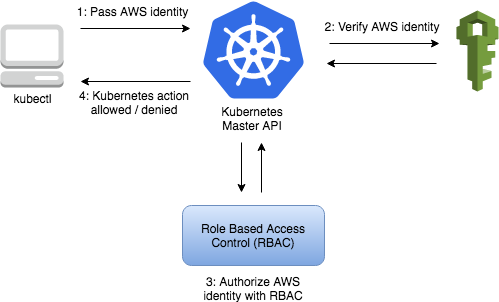 1: Pass AWS identity
2: Verify AWS identity
kubectl
4: Kubernetes action
allowed / denied
Kubernetes
Master API
Role Based Access
Control (RBAC)
3: Authorize AWS
identity with RBAC